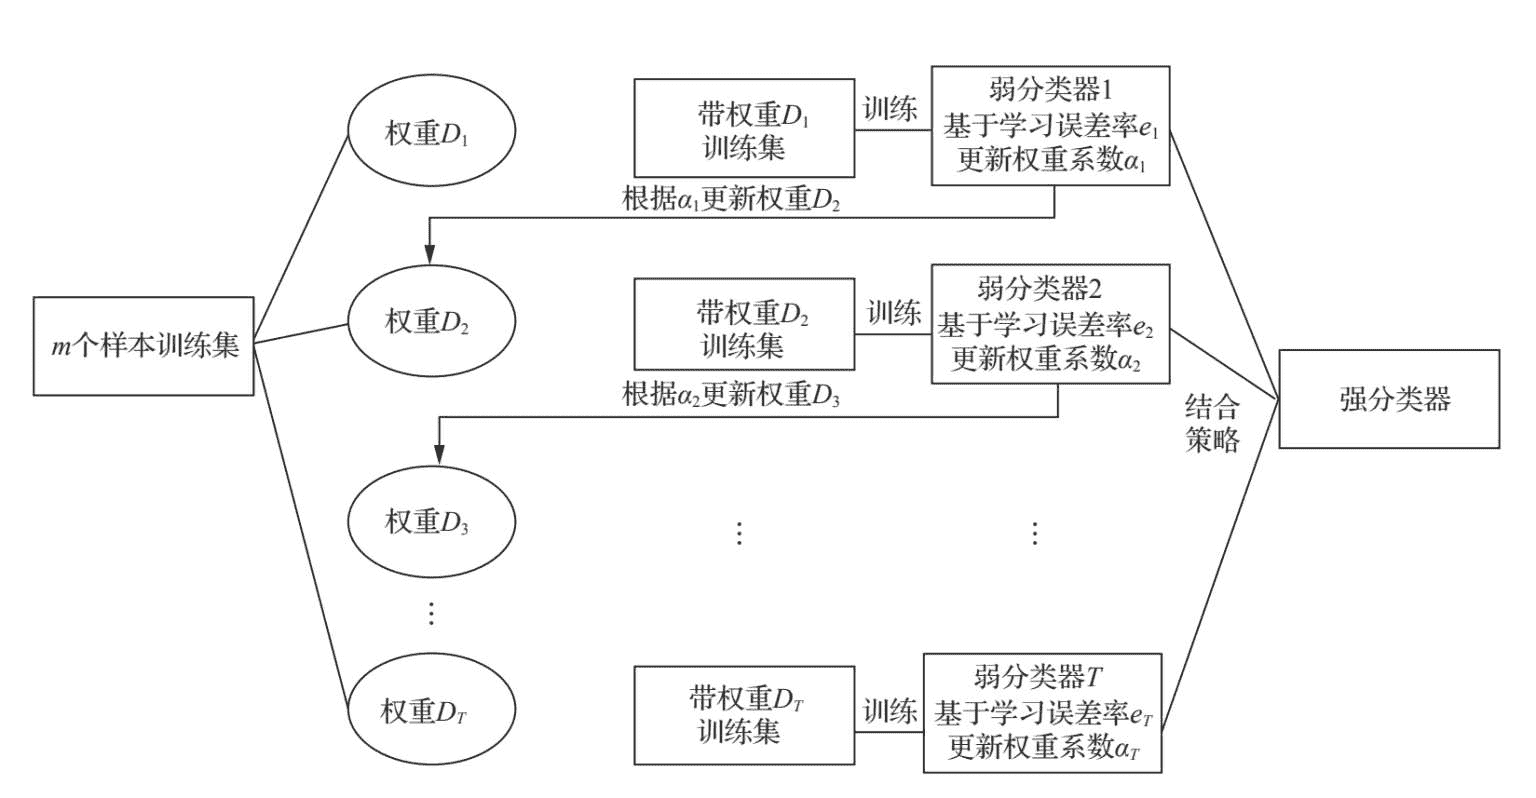 权重D₁
带权重D₁
训练集
训练
弱分类器1
基于学习误差率e₁
更新权重系数α₁
根据α₁更新权重D₂
m个样本训练集
权重D₂
带权重D₂
训练集
训练
弱分类器2
基于学习误差率e₂
更新权重系数α₂
根据α₂更新权重D₃
结合
策略
强分类器
权重D₃
⋮
⋮
⋮
权重D_T
带权重D_T
训练集
训练
弱分类器T
基于学习误差率e_T
更新权重系数α_T